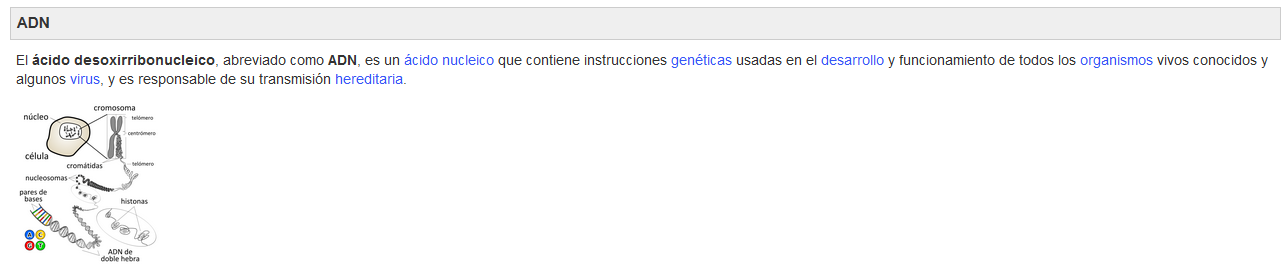 ADN
El ácido desoxirribonucleico, abreviado como ADN, es un ácido nucleico que contiene instrucciones genéticas usadas en el desarrollo y funcionamiento de todos los organismos vivos conocidos y
algunos virus, y es responsable de su transmisión hereditaria.
cromosoma
núcleo
telómero
centrómero
célula
cromátidas
telómero
nucleosomas
pares de
bases
histonas
A C
G T
ADN de
doble hebra